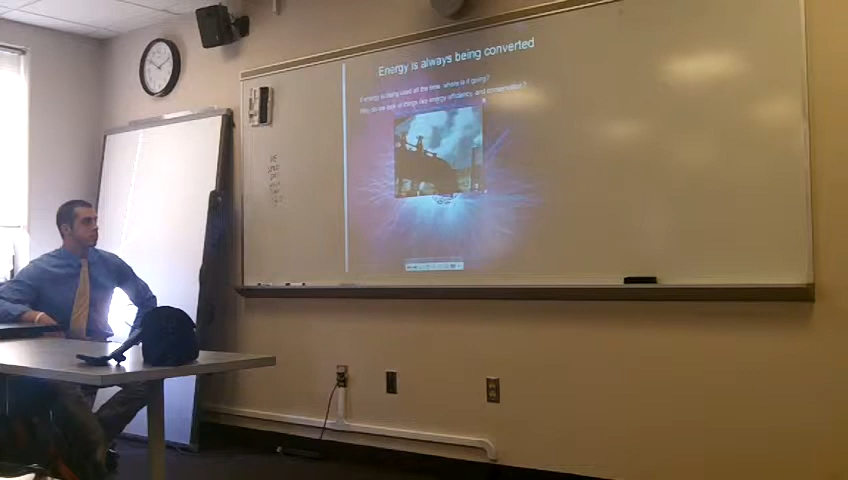 Energy is always being converted
If energy is being used all the time, where is it going?
Why do we talk of things like energy efficiency, and conservation?